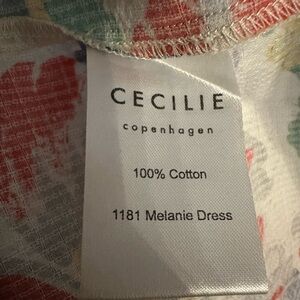 CECILIE
copenhagen
100% Cotton
1181 Melanie Dress